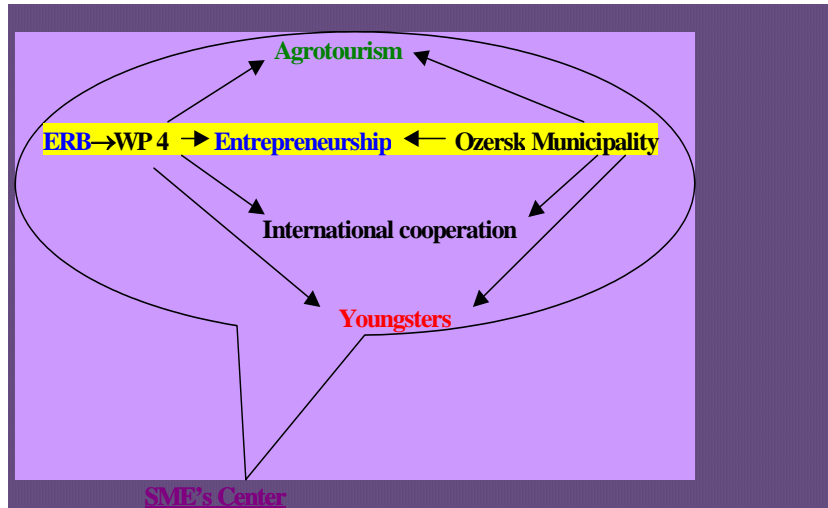 Agrotourism
ERB→WP 4 Entrepreneurship Ozersk Municipality
International cooperation
Youngsters
SME's Center